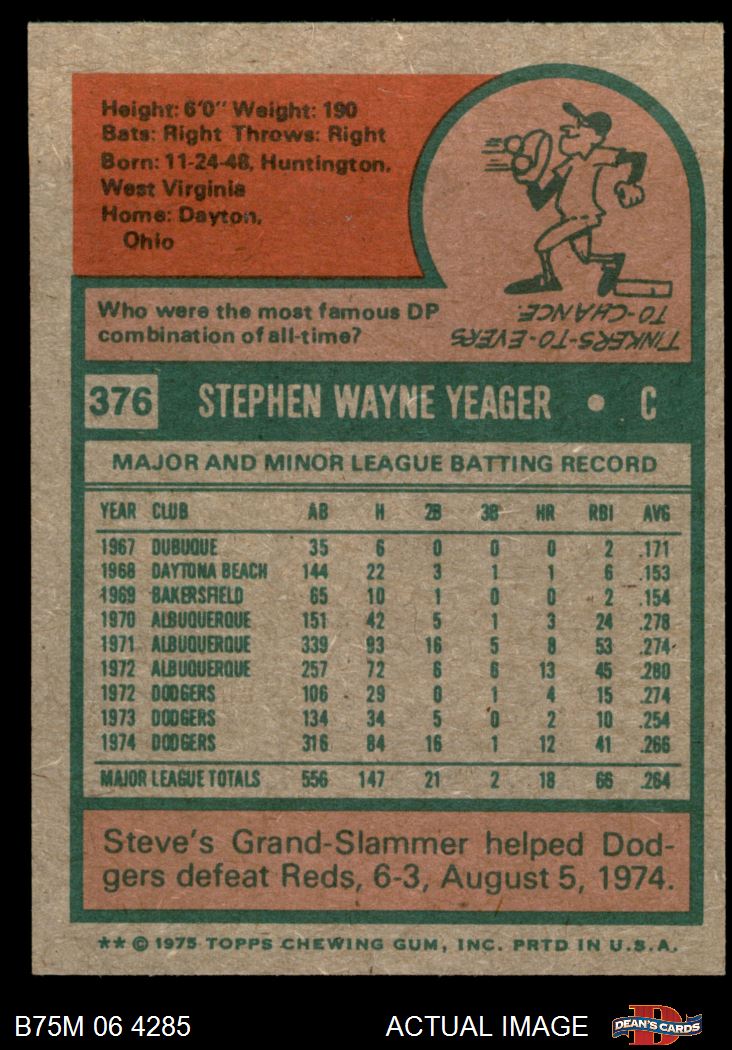 Height: 6'0" Weight: 190
Bats: Right Throws: Right
Born: 11-24-48, Huntington,
West Virginia
Home: Dayton,
Ohio
Who were the most famous DP
combination of all-time?
TINKERS-TO-EVERS
TO-CHANCE.
376 STEPHEN WAYNE YEAGER • C
MAJOR AND MINOR LEAGUE BATTING RECORD
YEAR CLUB AB H 2B 3B HR RBI AVG
1967 DUBUQUE 35 6 0 0 0 2 .171
1968 DAYTONA BEACH 144 22 3 1 1 6 .153
1969 BAKERSFIELD 65 10 1 0 0 2 .154
1970 ALBUQUERQUE 151 42 5 1 3 24 .278
1971 ALBUQUERQUE 339 93 16 5 8 53 .274
1972 ALBUQUERQUE 257 72 6 6 13 45 .280
1972 DODGERS 106 29 0 1 4 15 .274
1973 DODGERS 134 34 5 0 2 10 .254
1974 DODGERS 316 84 16 1 12 41 .266
MAJOR LEAGUE TOTALS 556 147 21 2 18 66 .264
Steve's Grand-Slammer helped Dod-
gers defeat Reds, 6-3, August 5, 1974.
** © 1975 TOPPS CHEWING GUM, INC. PRTD IN U.S.A.
B75M 06 4285 ACTUAL IMAGE D DEAN'S CARDS